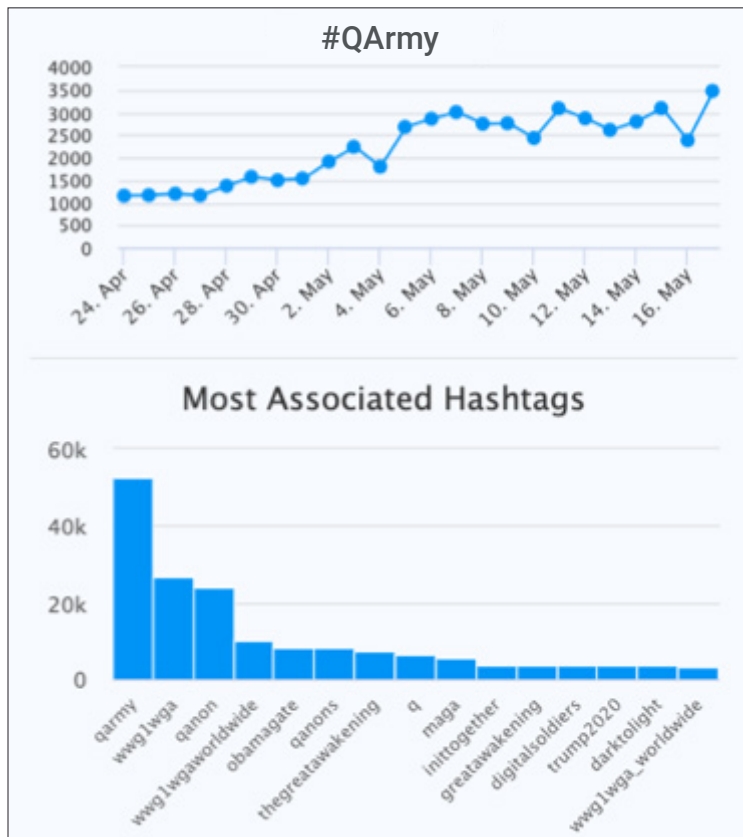 #QArmy
4000
3500
3000
2500
2000
1500
1000
500
0
24. Apr
26. Apr
28. Apr
30. Apr
2. May
4. May
6. May
8. May
10. May
12. May
14. May
16. May
Most Associated Hashtags
60k
40k
20k
0
qarmy
wwg1wga
qanon
wwg1wgaworldwide
obamagate
qanons
thegreatawakening
q
maga
inittogether
greatawakening
digitalsoldiers
trump2020
darktolight
wwg1wga_worldwide